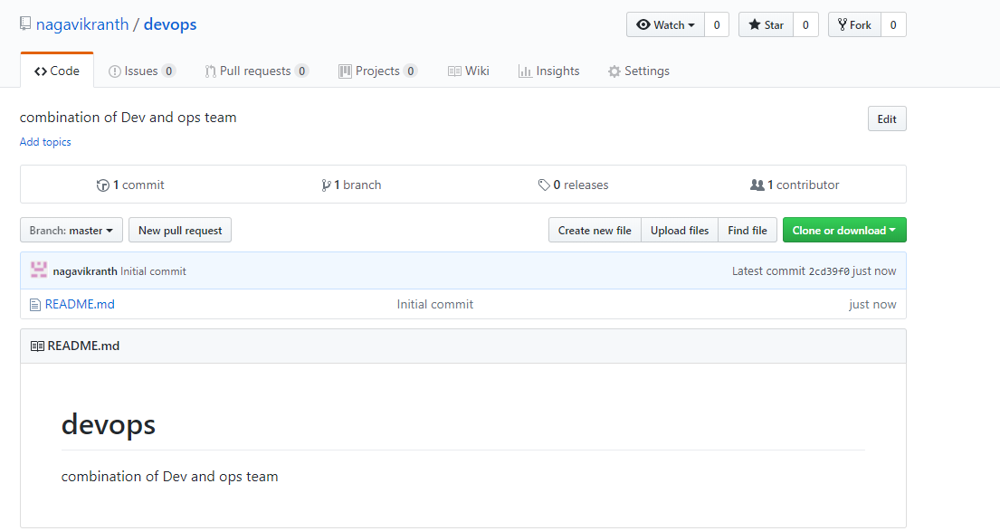 nagavikranth / devops Watch 0 Star 0 Fork 0
Code Issues 0 Pull requests 0 Projects 0 Wiki Insights Settings
combination of Dev and ops team Edit
Add topics
1 commit 1 branch 0 releases 1 contributor
Branch: master New pull request Create new file Upload files Find file Clone or download
nagavikranth Initial commit Latest commit 2cd39f0 just now
README.md Initial commit just now
README.md
devops
combination of Dev and ops team